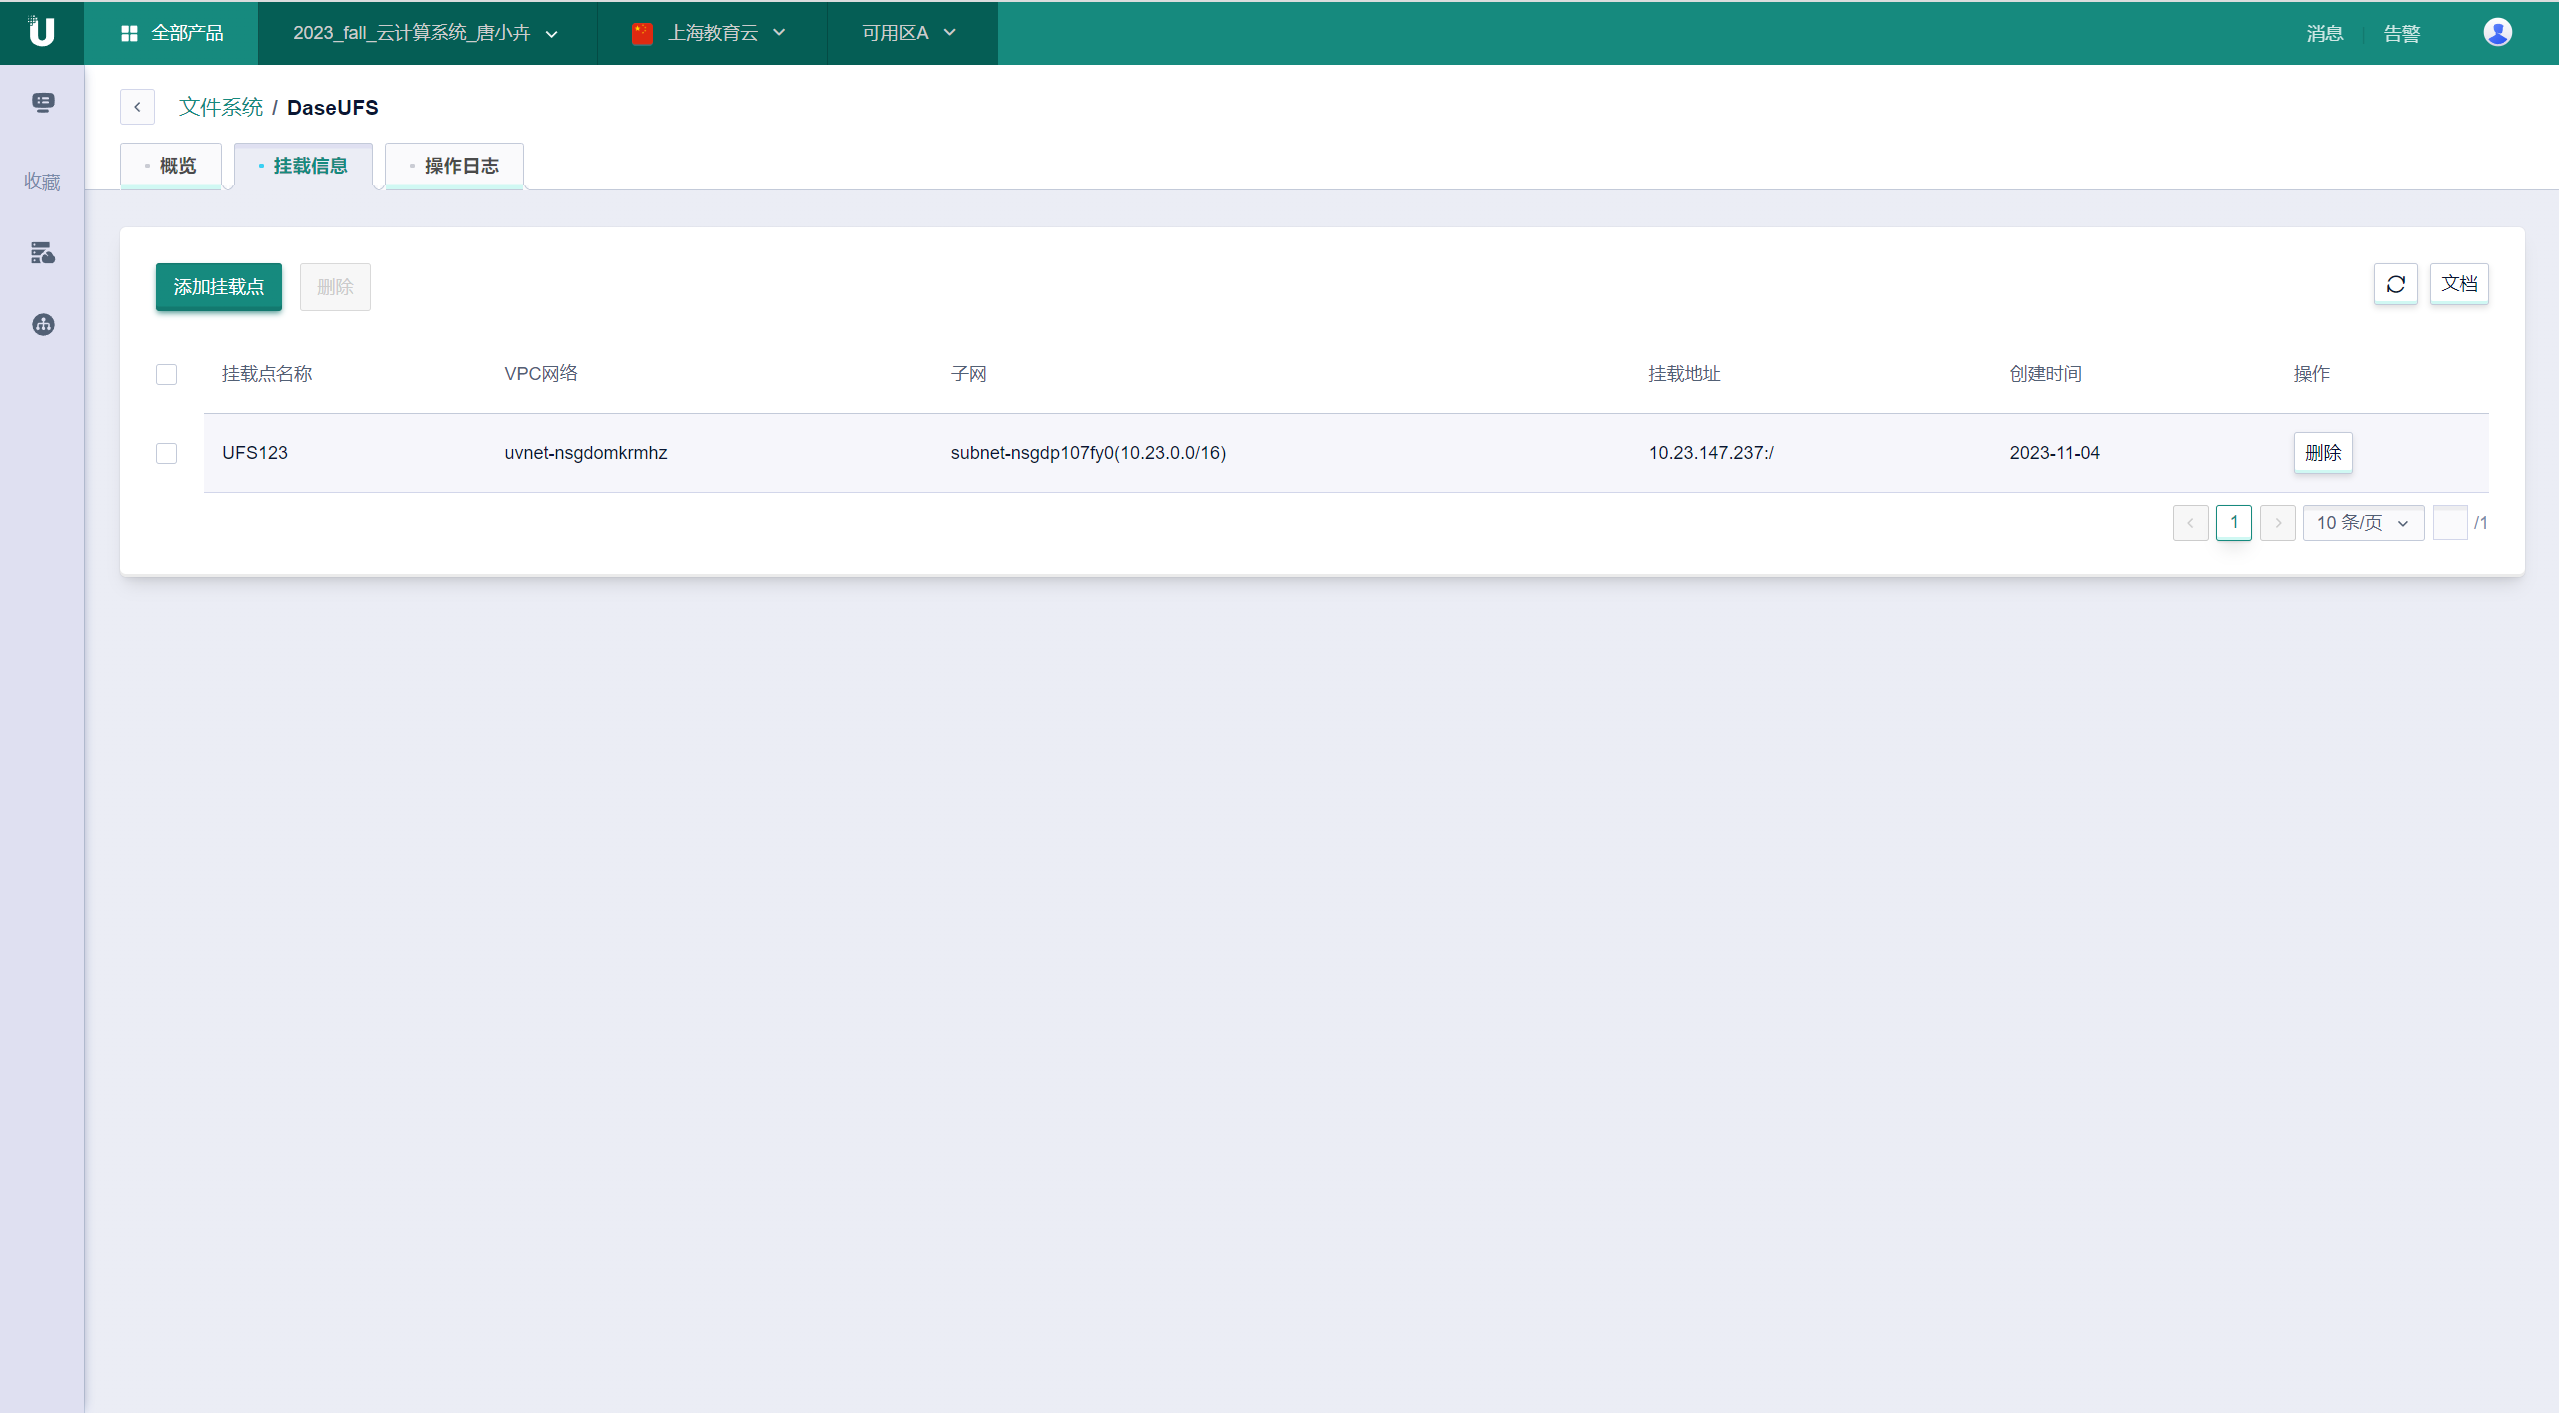 U 全部产品 2023_fall_云计算系统_唐小卉 上海教育云 可用区A 消息 告警
文件系统 / DaseUFS
概览 挂载信息 操作日志
收藏
添加挂载点 删除 文档
挂载点名称 VPC网络 子网 挂载地址 创建时间 操作
UFS123 uvnet-nsgdomkrmhz subnet-nsgdp107fy0(10.23.0.0/16) 10.23.147.237:/ 2023-11-04 删除
1 10 条/页 /1